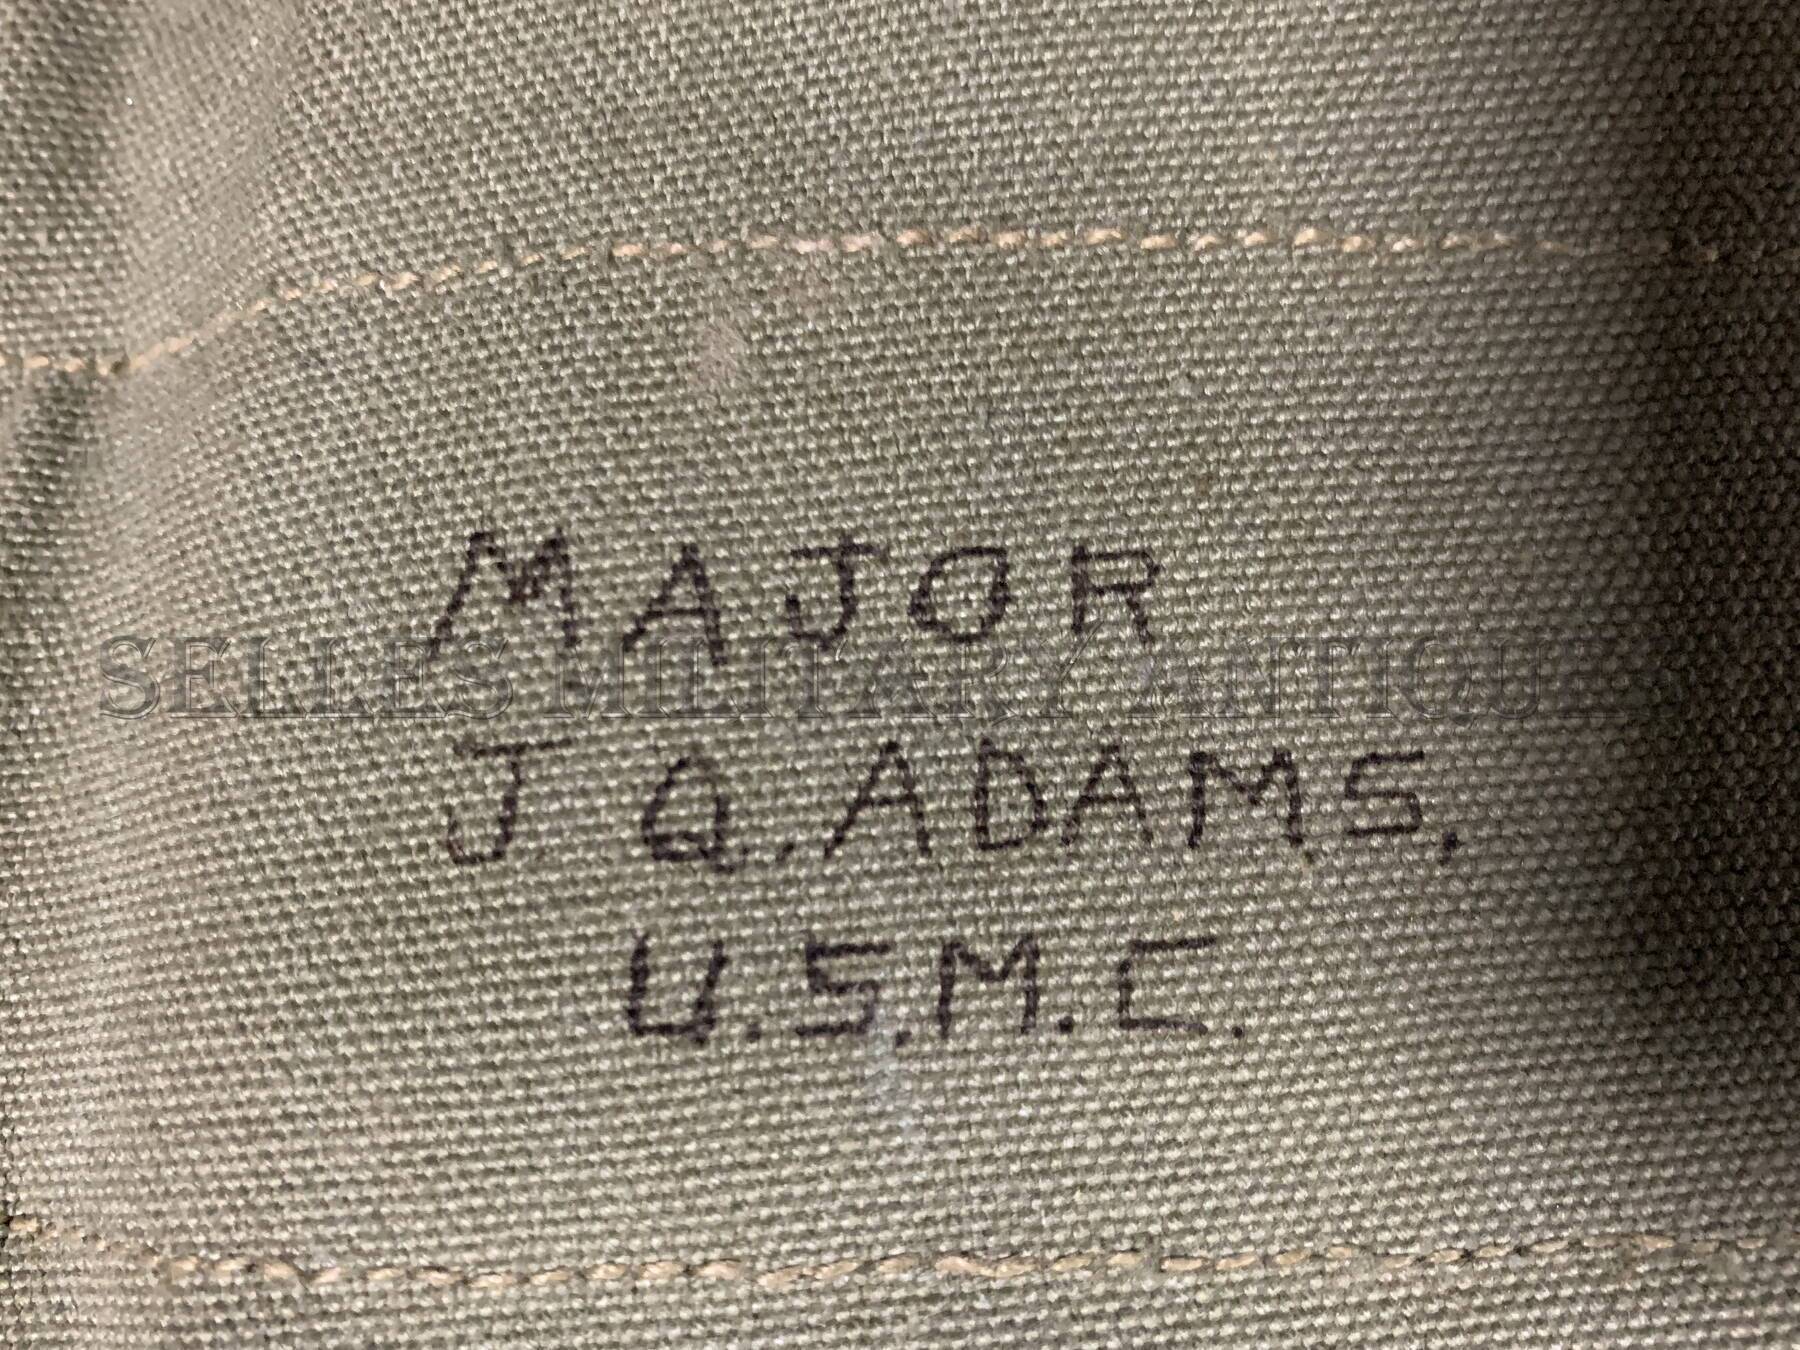 MAJOR
SELLES MILITARY ANTIQUES
J Q. ADAMS,
U.S.M.C.